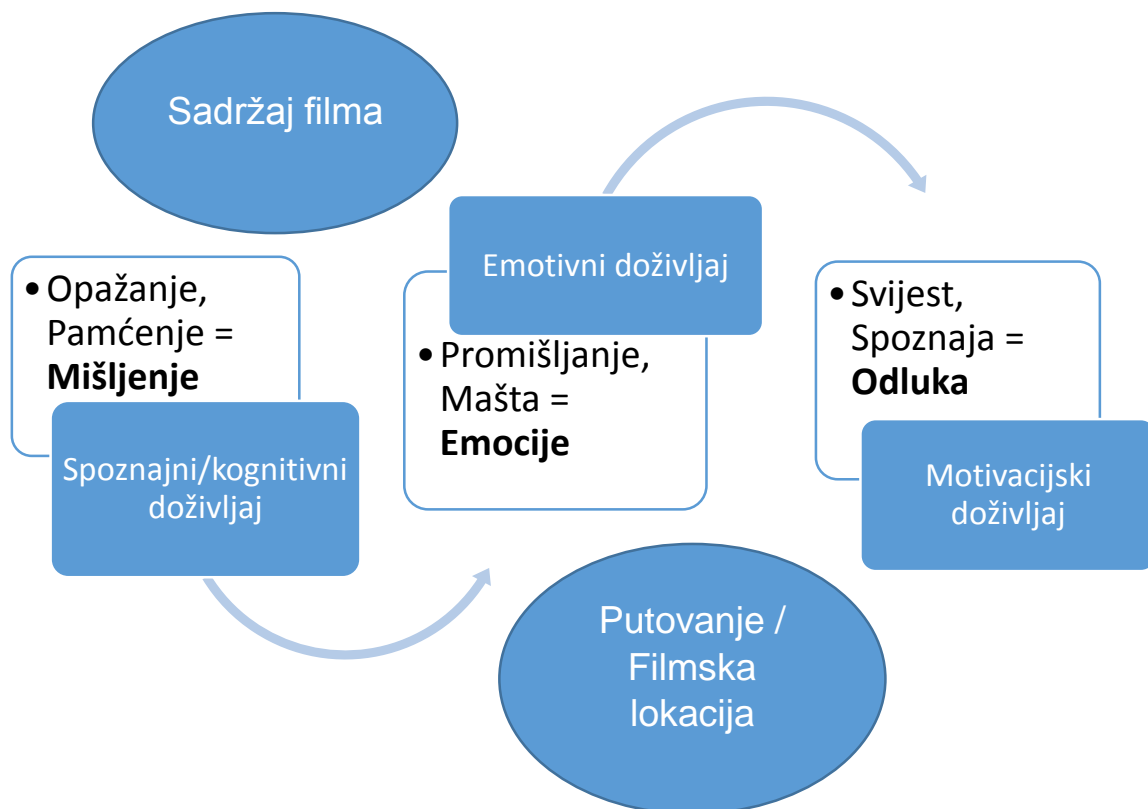 Sadržaj filma
• Opažanje,
Pamćenje =
Mišljenje
Spoznajni/kognitivni
doživljaj
Emotivni doživljaj
• Promišljanje,
Mašta =
Emocije
• Svijest,
Spoznaja =
Odluka
Motivacijski
doživljaj
Putovanje /
Filmska
lokacija